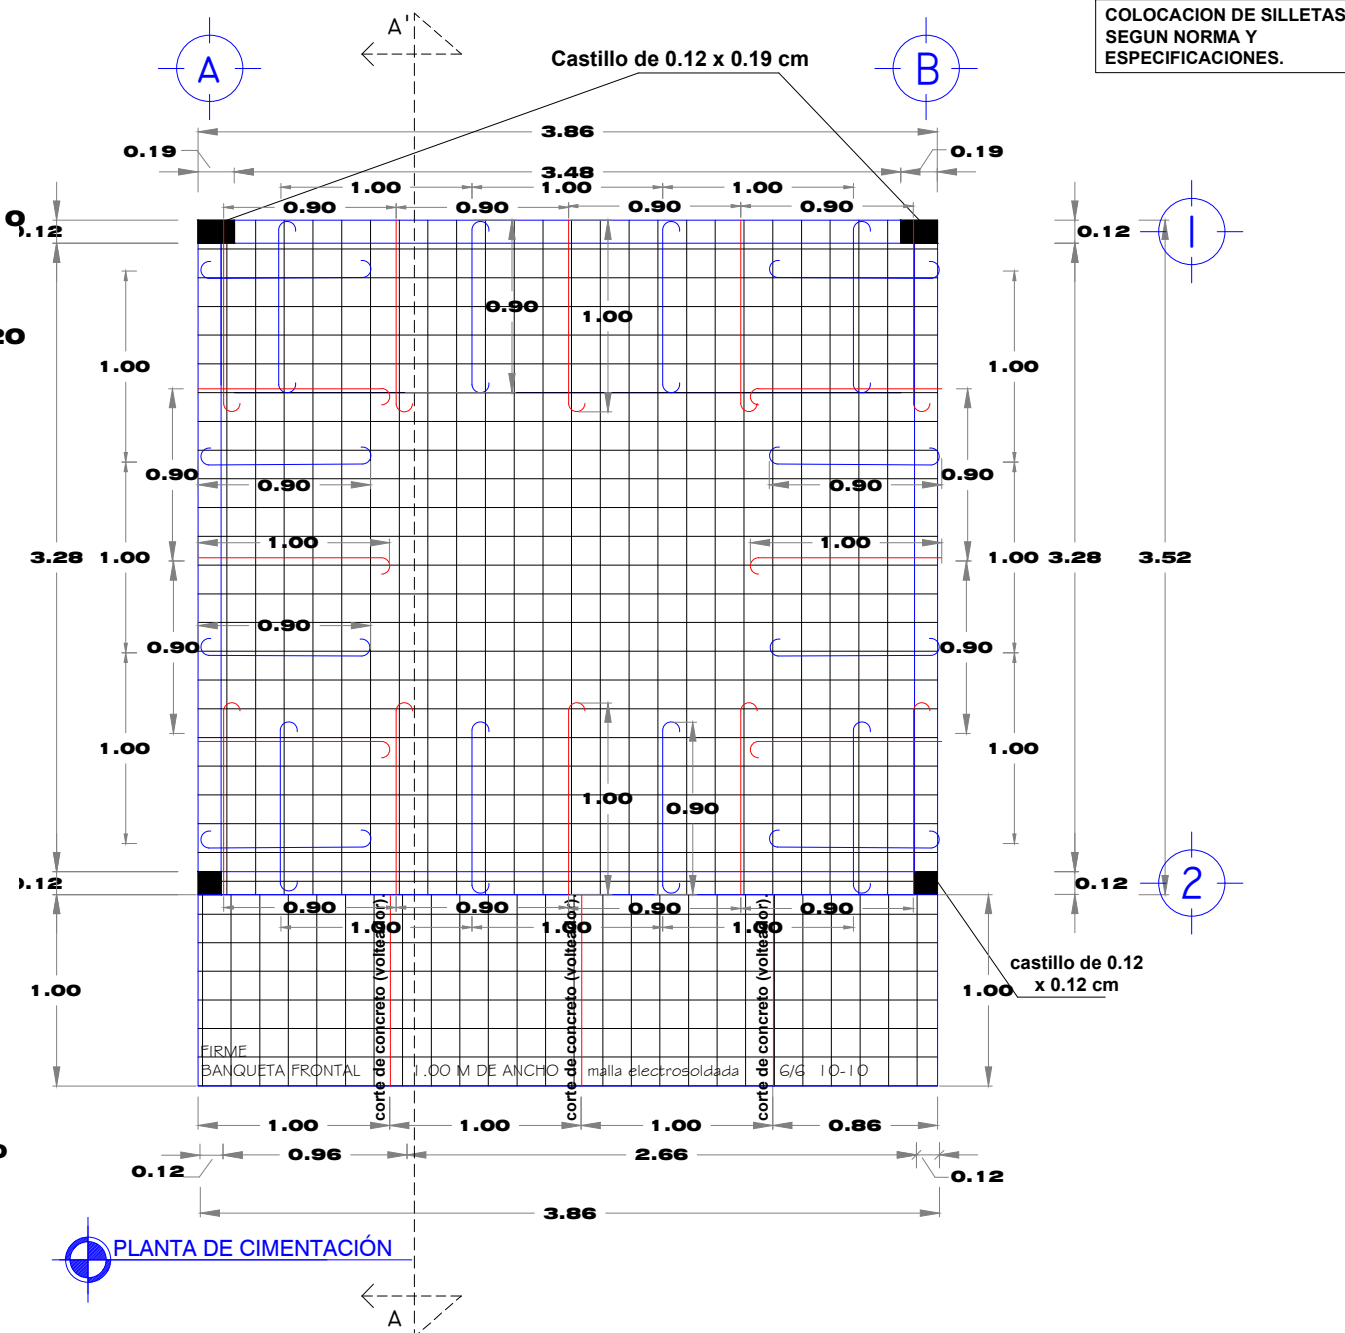 COLOCACION DE SILLETAS
SEGUN NORMA Y
ESPECIFICACIONES.
A'
A
B
Castillo de 0.12 x 0.19 cm
3.86
0.19
3.48
0.19
1.00 1.00 1.00
0.90 0.90 0.90 0.90
0.12
0.12
1
0.90
1.00
1.00
1.00
0.90
0.90
0.90
0.90
1.00
1.00
3.28
1.00
1.00
3.28
3.52
0.90
0.90
0.90
1.00
1.00
1.00
0.90
0.12
0.12
2
0.90 0.90 0.90 0.90
1.00 1.00 1.00
corte de concreto (volteador).
corte de concreto (volteador).
corte de concreto (volteador).
castillo de 0.12
x 0.12 cm
1.00
1.00
FIRME
BANQUETA FRONTAL 1.00 M DE ANCHO malla electrosoldada 6/6 10-10
1.00 1.00 1.00 0.86
0.96 2.66
0.12
0.12
3.86
PLANTA DE CIMENTACIÓN
A